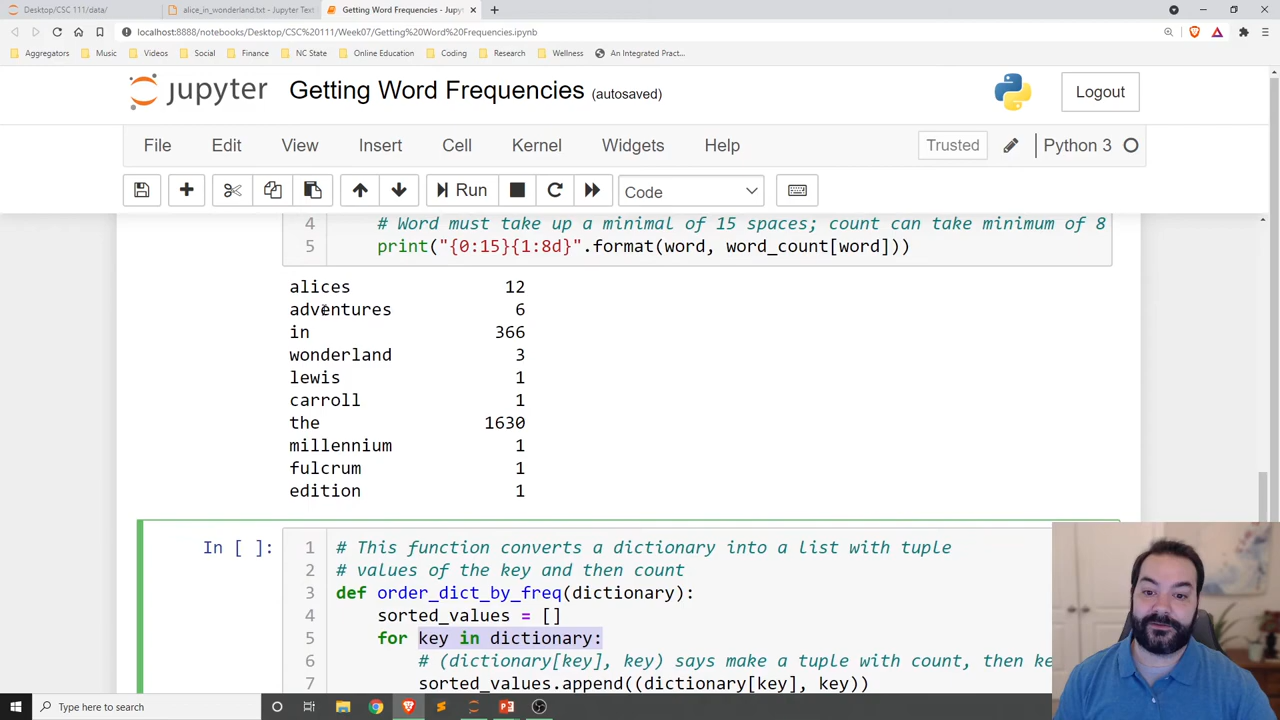 Desktop/CSC 111/data/
alice_in_wonderland.txt - Jupyter Text
Getting Word Frequencies - Jupyt
localhost:8888/notebooks/Desktop/CSC%20111/Week07/Getting%20Word%20Frequencies.ipynb
Aggregators Music Videos Social Finance NC State Online Education Coding Research Wellness An Integrated Pract...
jupyter Getting Word Frequencies (autosaved)
Logout
File Edit View Insert Cell Kernel Widgets Help Trusted Python 3
Run Code
4 # Word must take up a minimal of 15 spaces; count can take minimum of 8
5 print("{0:15}{1:8d}".format(word, word_count[word]))
alices 12
adventures 6
in 366
wonderland 3
lewis 1
carroll 1
the 1630
millennium 1
fulcrum 1
edition 1
In [ ]: 1 # This function converts a dictionary into a list with tuple
2 # values of the key and then count
3 def order_dict_by_freq(dictionary):
4 sorted_values = []
5 for key in dictionary:
6 # (dictionary[key], key) says make a tuple with count, then ke
7 sorted_values.append((dictionary[key], key))
Type here to search